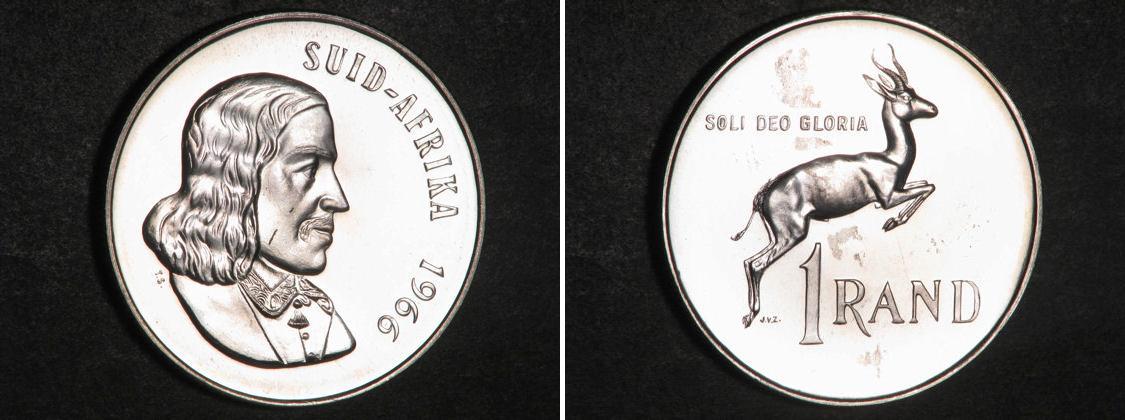 SUID-AFRIKA 1966
T.S
SOLI DEO GLORIA
1 RAND
J.V.Z.